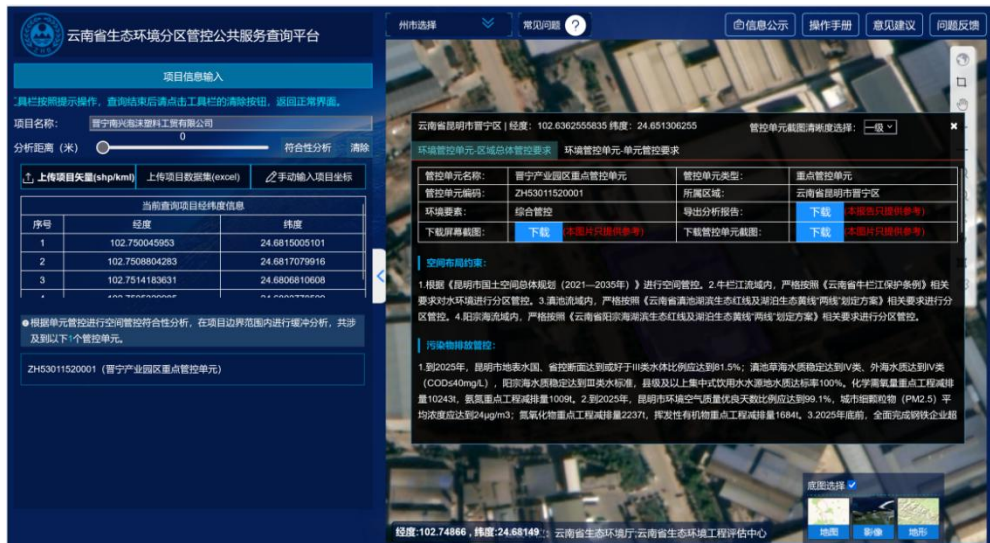 云南省生态环境分区管控公共服务查询平台
项目信息输入
工具栏按照提示操作，查询结束后请点击工具栏的清除按钮，返回正常界面。
项目名称: 晋宁南兴泡沫塑料工贸有限公司
0
分析距离（米） 符合性分析 清除
上传项目矢量(shp/kml) 上传项目数据集(excel) 手动输入项目坐标
当前查询项目经纬度信息
序号 经度 纬度
1 102.750045953 24.6815005101
2 102.7508804283 24.6817079916
3 102.7514183631 24.6806810608
根据单元管控进行空间管控符合性分析，在项目边界范围内进行缓冲分析，共涉
及到以下1个管控单元。
ZH53011520001（晋宁产业园区重点管控单元）
州市选择 常见问题 ? 信息公示 操作手册 意见建议 问题反馈
云南省昆明市晋宁区 | 经度：102.6362555835 纬度：24.651306255 管控单元截图清晰度选择: 一级
环境管控单元-区域总体管控要求 环境管控单元-单元管控要求
管控单元名称: 晋宁产业园区重点管控单元 管控单元类型: 重点管控单元
管控单元编码: ZH53011520001 所属区域: 云南省昆明市晋宁区
环境要素: 综合管控 导出分析报告: 下载 (本报告只提供参考)
下载屏幕截图: 下载 (本图片只提供参考) 下载管控单元截图: 下载 (本图片只提供参考)
空间布局约束:
1.根据《昆明市国土空间总体规划（2021—2035年）》进行空间管控。2.牛栏江流域内，严格按照《云南省牛栏江保护条例》相关
要求对水环境进行分区管控。3.滇池流域内，严格按照《云南省滇池湖滨生态红线及湖泊生态黄线“两线”划定方案》相关要求进行分
区管控。4.阳宗海流域内，严格按照《云南省阳宗海湖滨生态红线及湖泊生态黄线“两线”划定方案》相关要求进行分区管控。
污染物排放管控:
1.到2025年，昆明市地表水国、省控断面达到或好于III类水体比例应达到81.5%；滇池草海水质稳定达到IV类、外海水质达到IV类
（COD≤40mg/L），阳宗海水质稳定达到Ⅲ类水标准，县级及以上集中式饮用水水源地水质达标率100%。化学需氧量重点工程减排
量10243t，氨氮重点工程减排量1009t。2.到2025年，昆明市环境空气质量优良天数比例应达到99.1%，城市细颗粒物（PM2.5）平
均浓度应达到24μg/m3；氮氧化物重点工程减排量2237t，挥发性有机物重点工程减排量1684t。3.2025年底前，全面完成钢铁企业超
底图选择
地图 影像 地形
经度:102.74866 , 纬度:24.68149 云南省生态环境厅;云南省生态环境工程评估中心